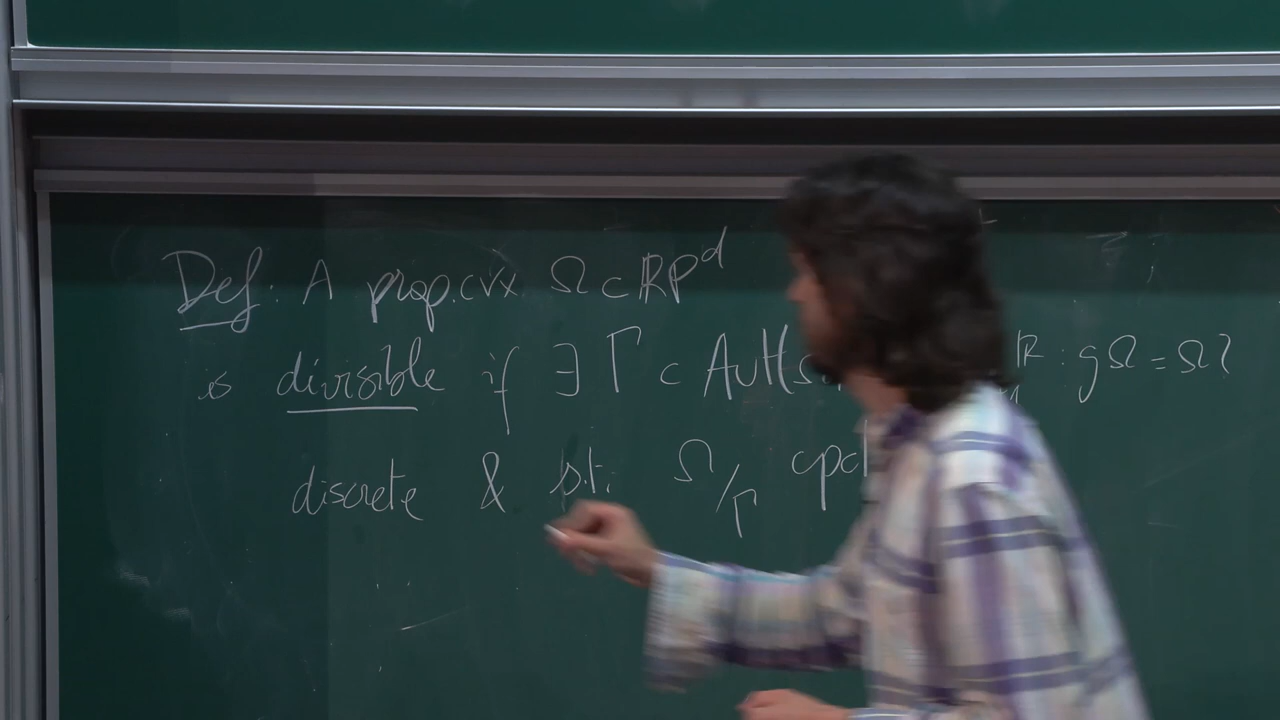 Def: A prop.cvx Ω ⊂ RP^d
is divisible if ∃ Γ ⊂ Aut(Ω : gΩ = Ω?
discrete & s.t. Ω/Γ cpct